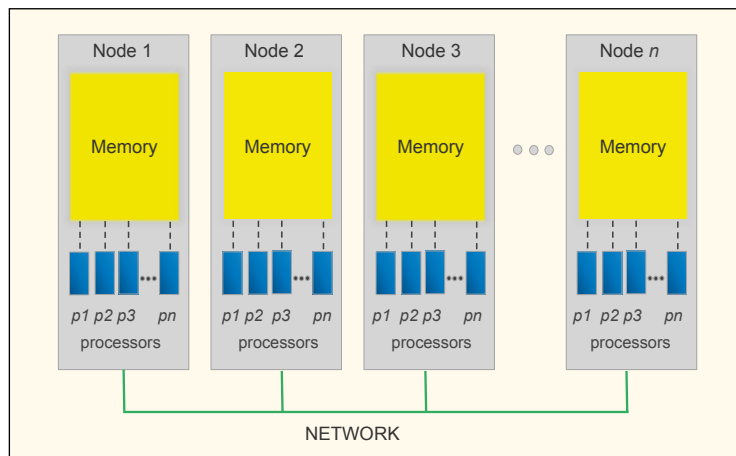 Node 1
Memory
p1 p2 p3 ... pn
processors
Node 2
Memory
p1 p2 p3 pn
processors
Node 3
Memory
p1 p2 p3 pn
processors
Node n
Memory
p1 p2 p3 pn
processors
NETWORK